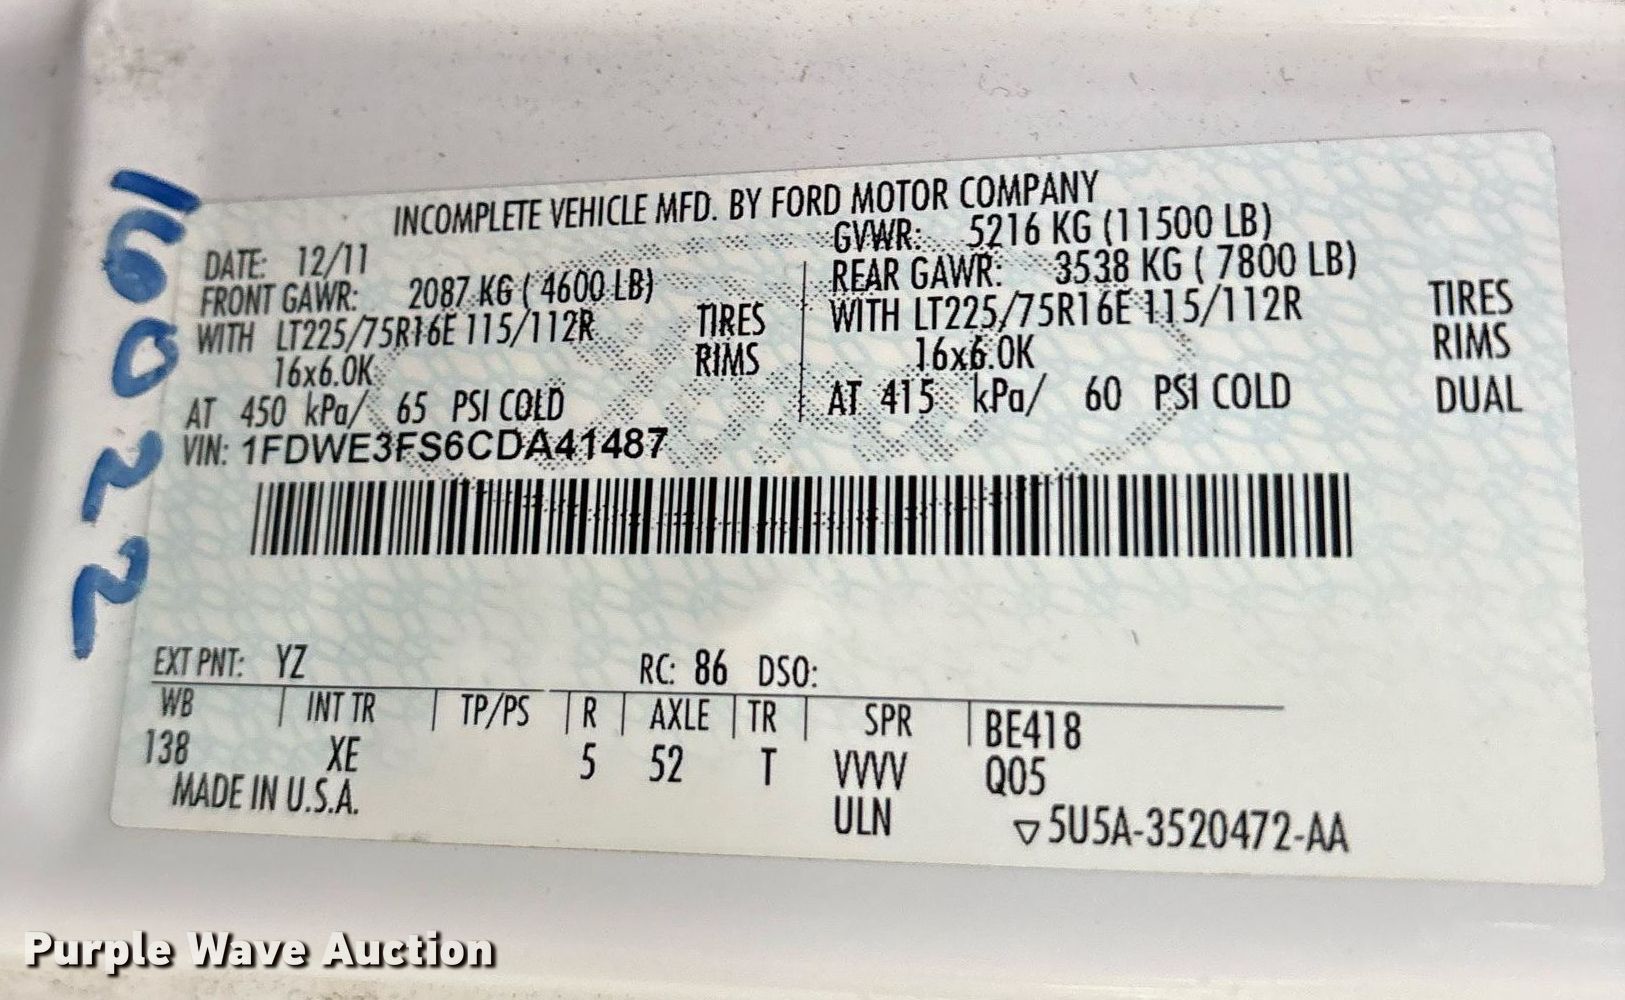 INCOMPLETE VEHICLE MFD. BY FORD MOTOR COMPANY
DATE: 12/11
GVWR: 5216 KG (11500 LB)
FRONT GAWR: 2087 KG ( 4600 LB)
REAR GAWR: 3538 KG ( 7800 LB)
WITH LT225/75R16E 115/112R TIRES
WITH LT225/75R16E 115/112R TIRES
16x6.0K RIMS
16x6.0K RIMS
AT 450 kPa/ 65 PSI COLD
AT 415 kPa/ 60 PSI COLD DUAL
VIN: 1FDWE3FS6CDA41487
EXT PNT: YZ RC: 86 DSO:
WB INT TR TP/PS R AXLE TR SPR BE418
138 XE 5 52 T VVVV Q05
MADE IN U.S.A. ULN
5U5A-3520472-AA
Purple Wave Auction